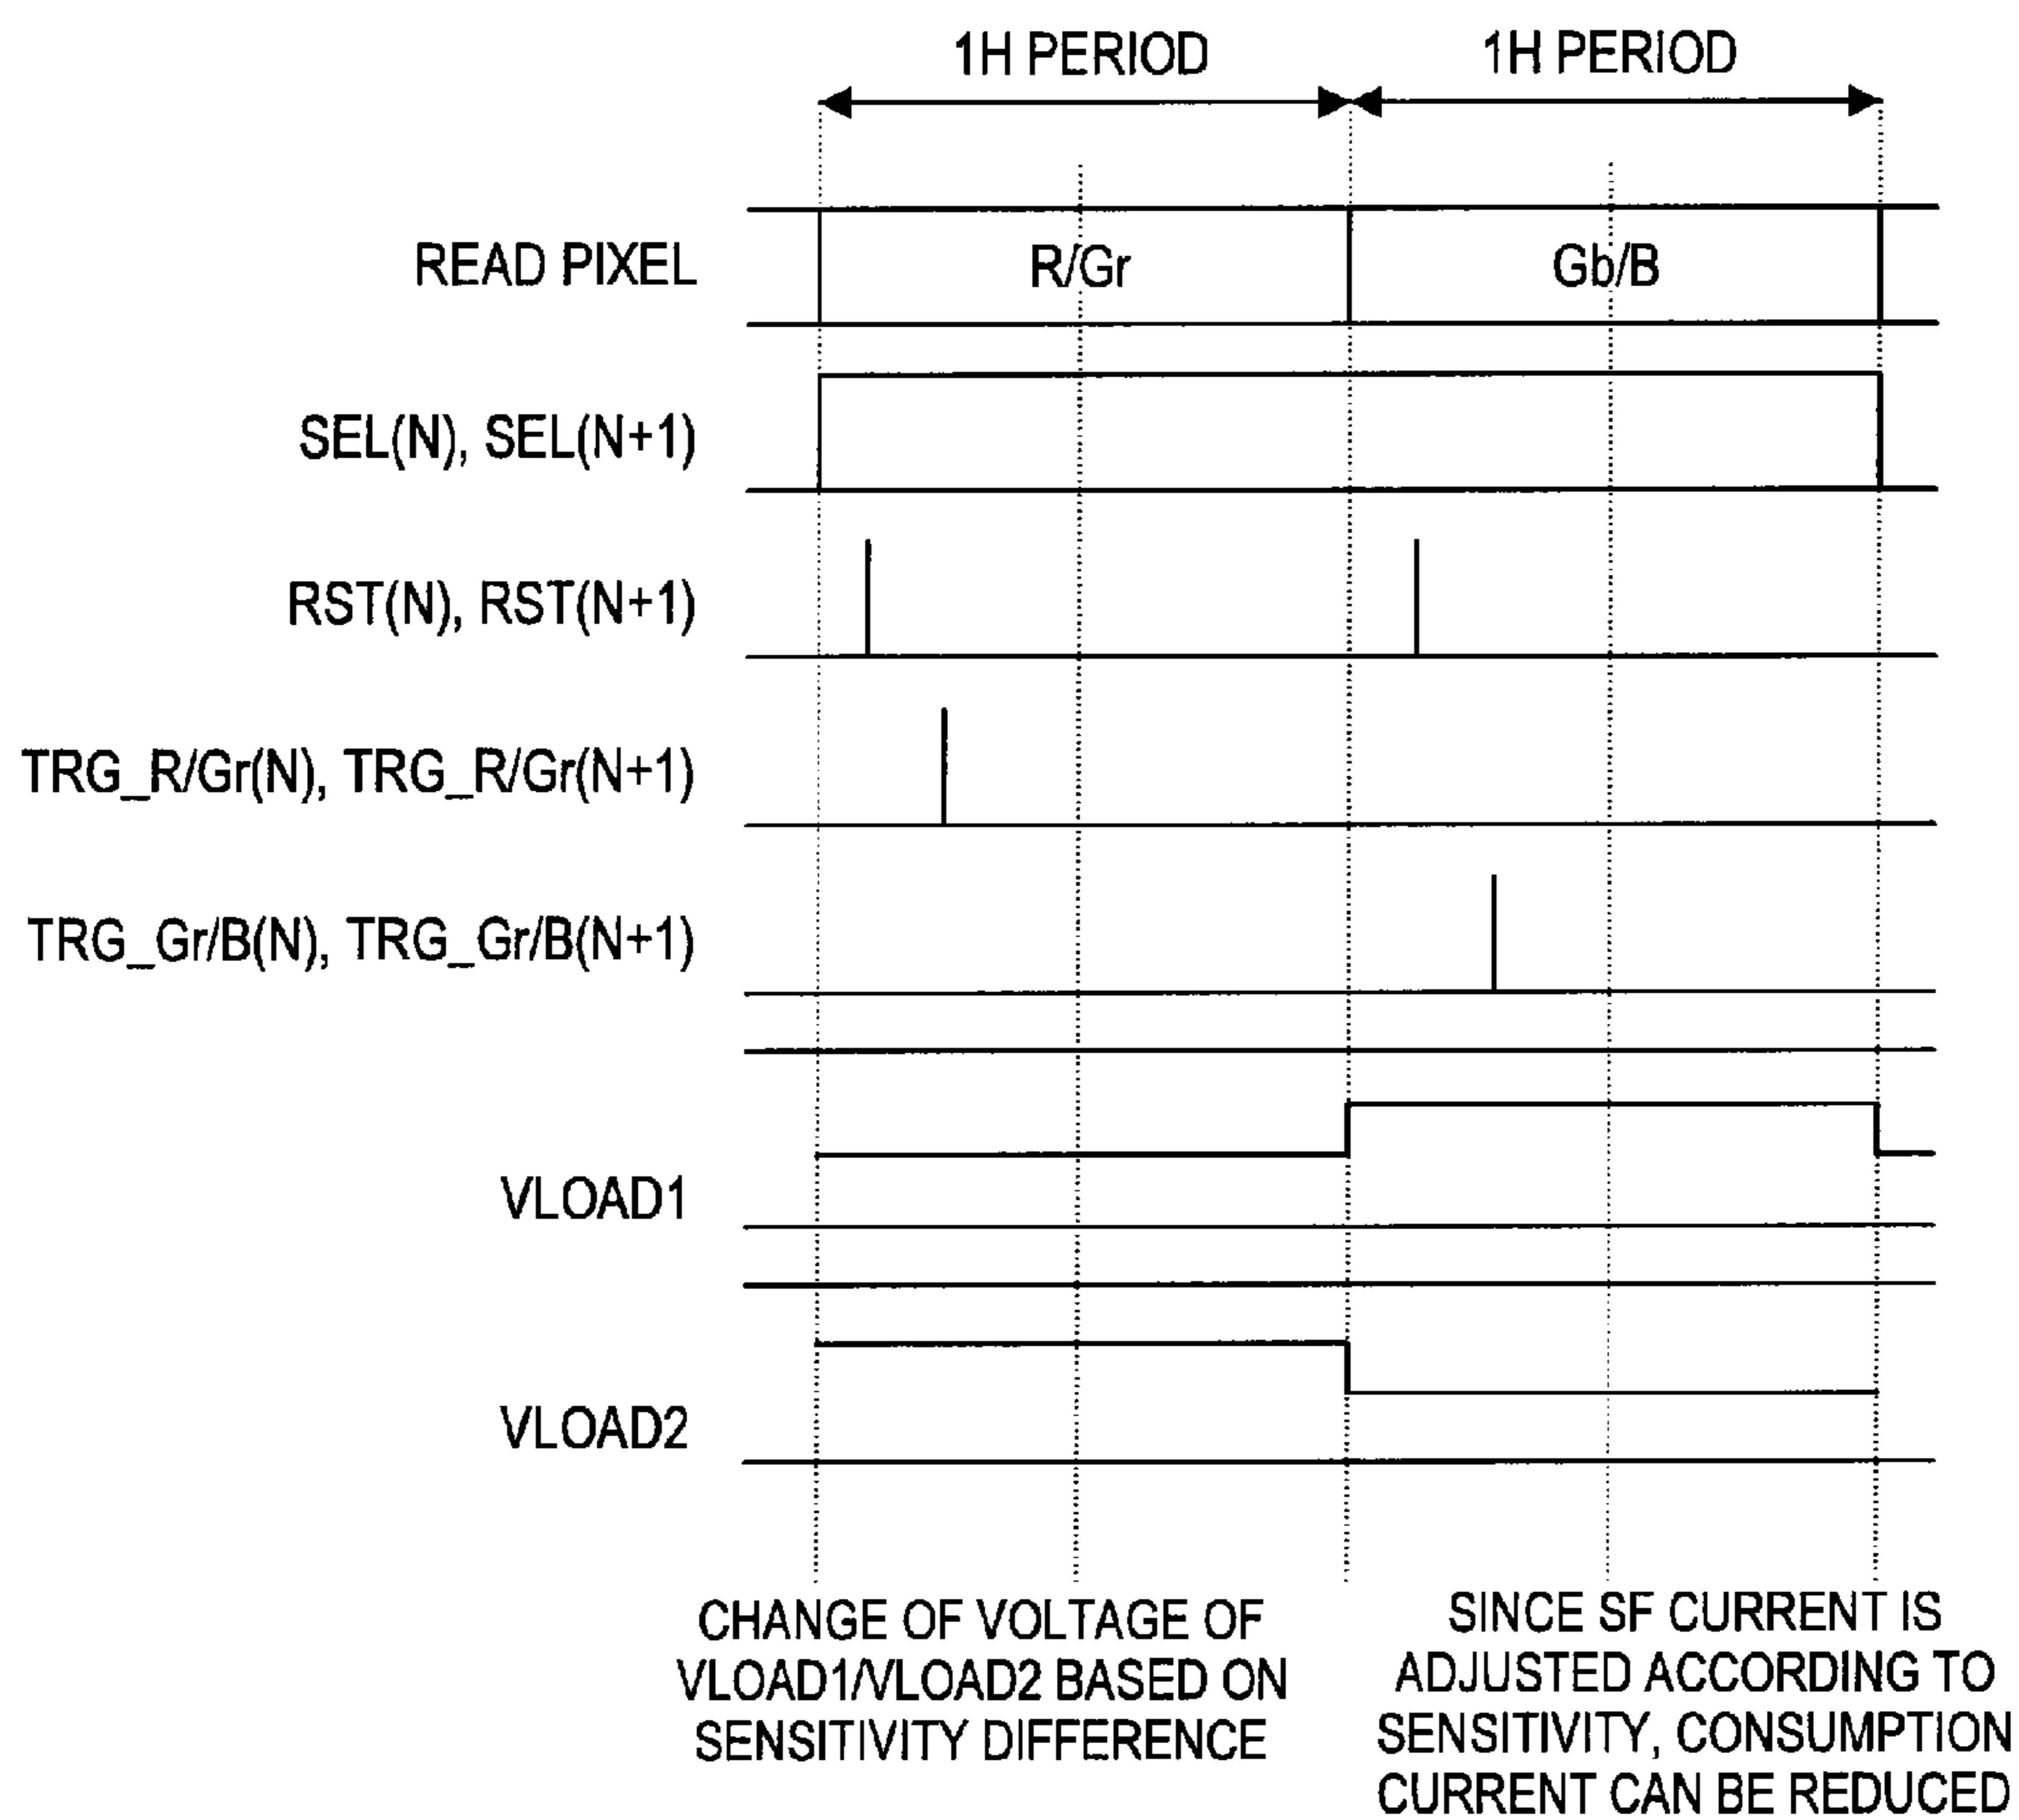 1H PERIOD 1H PERIOD
READ PIXEL R/Gr Gb/B
SEL(N), SEL(N+1)
RST(N), RST(N+1)
TRG_R/Gr(N), TRG_R/Gr(N+1)
TRG_Gr/B(N), TRG_Gr/B(N+1)
VLOAD1
VLOAD2
CHANGE OF VOLTAGE OF
VLOAD1/VLOAD2 BASED ON
SENSITIVITY DIFFERENCE
SINCE SF CURRENT IS
ADJUSTED ACCORDING TO
SENSITIVITY, CONSUMPTION
CURRENT CAN BE REDUCED